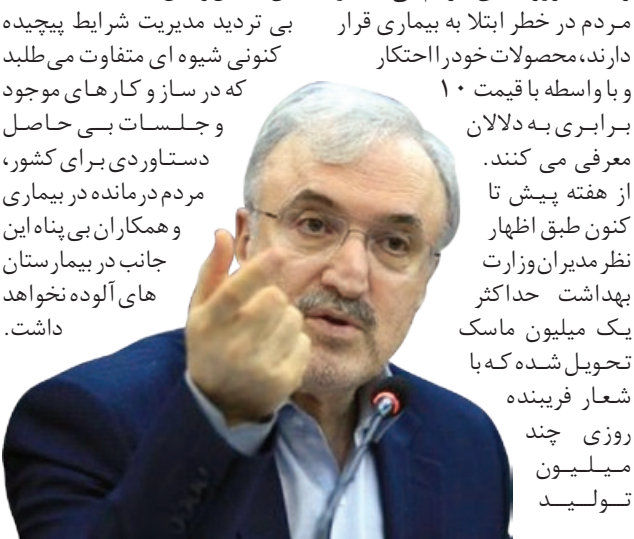 مردم در خطر ابتلا به بیماری قرار
دارند، محصولات خود را احتکار
و با واسطه با قیمت ۱۰
برابری به دلالان
معرفی می کنند.
از هفته پیش تا
کنون طبق اظهار
نظر مدیران وزارت
بهداشت حداکثر
یک میلیون ماسک
تحویل شده که با
شعار فریبنده
روزی چند
میلیون
تولید
بی تردید مدیریت شرایط پیچیده
کنونی شیوه ای متفاوت می طلبد
که در ساز و کارهای موجود
و جلسات بی حاصل
دستاوردی برای کشور،
مردم درمانده در بیماری
و همکاران بی پناه این
جانب در بیمارستان
های آلوده نخواهد
داشت.